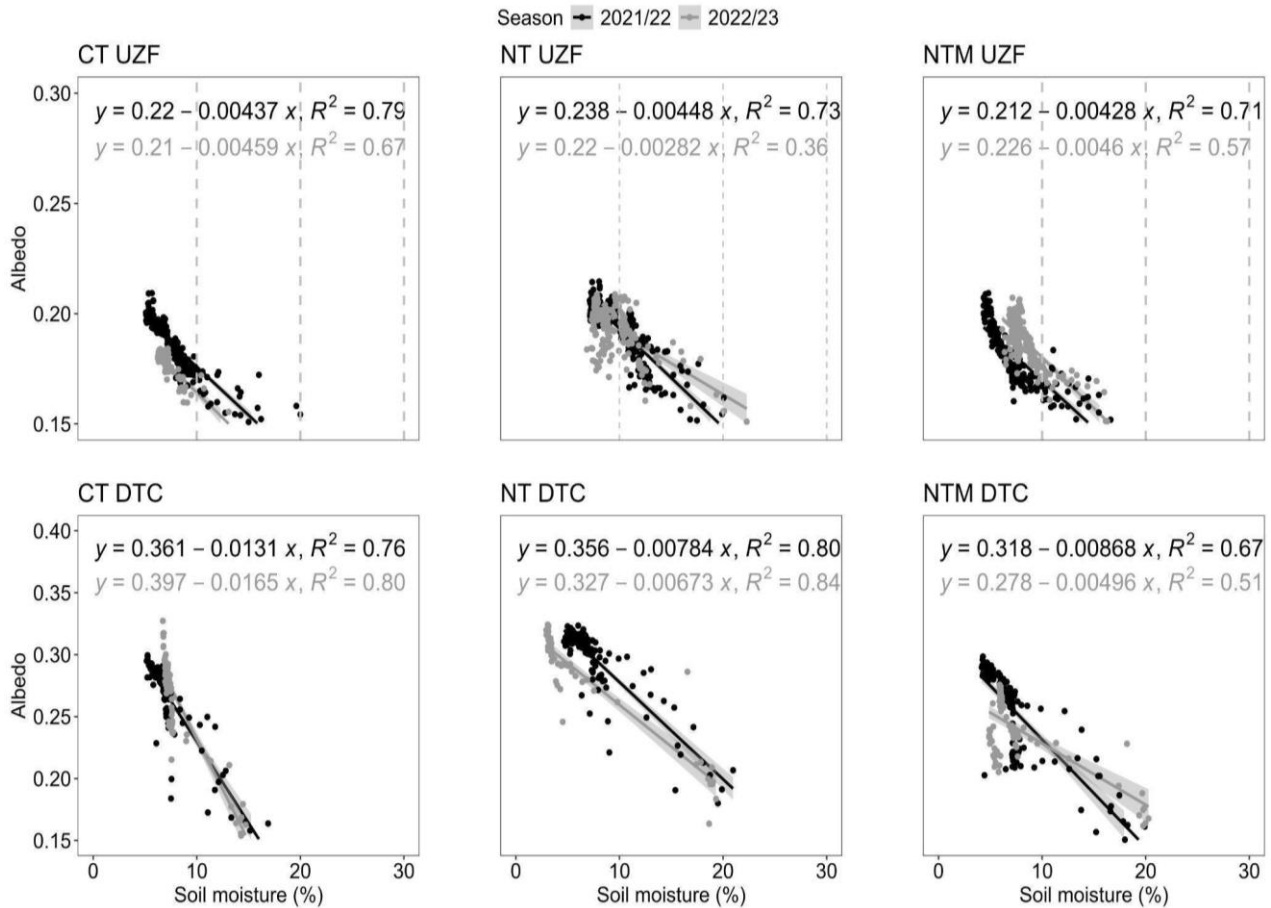 Season 2021/22 2022/23
CT UZF NT UZF NTM UZF
0.30
y = 0.22 − 0.00437 x, R² = 0.79 y = 0.238 − 0.00448 x, R² = 0.73 y = 0.212 − 0.00428 x, R² = 0.71
y = 0.21 − 0.00459 x, R² = 0.67 y = 0.22 − 0.00282 x, R² = 0.36 y = 0.226 − 0.0046 x, R² = 0.57
0.25
Albedo
0.20
0.15
CT DTC NT DTC NTM DTC
0.40
y = 0.361 − 0.0131 x, R² = 0.76 y = 0.356 − 0.00784 x, R² = 0.80 y = 0.318 − 0.00868 x, R² = 0.67
y = 0.397 − 0.0165 x, R² = 0.80 y = 0.327 − 0.00673 x, R² = 0.84 y = 0.278 − 0.00496 x, R² = 0.51
0.35
0.30
Albedo
0.25
0.20
0.15
0 10 20 30 0 10 20 30 0 10 20 30
Soil moisture (%) Soil moisture (%) Soil moisture (%)